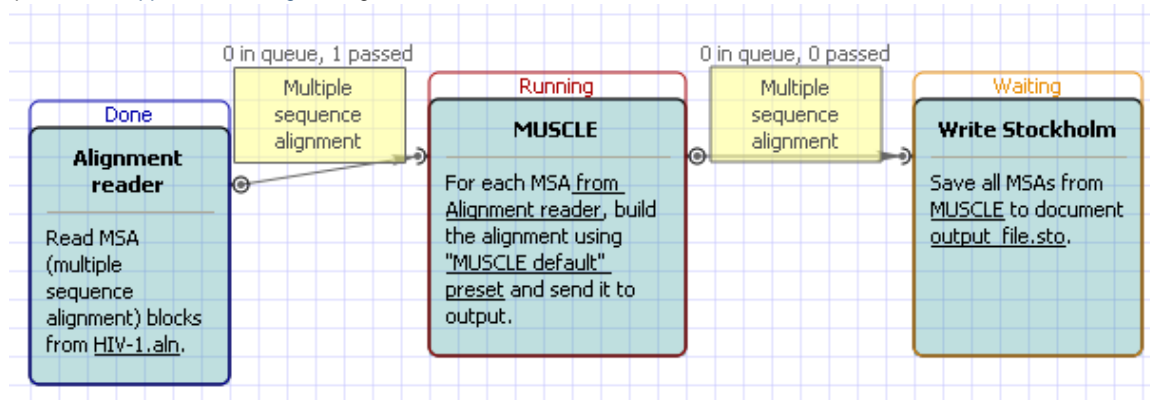 0 in queue, 1 passed
Multiple
sequence
alignment
0 in queue, 0 passed
Multiple
sequence
alignment
Done
Alignment
reader
Read MSA
(multiple
sequence
alignment) blocks
from HIV-1.aln.
Running
MUSCLE
For each MSA from
Alignment reader, build
the alignment using
"MUSCLE default"
preset and send it to
output.
Waiting
Write Stockholm
Save all MSAs from
MUSCLE to document
output_file.sto.